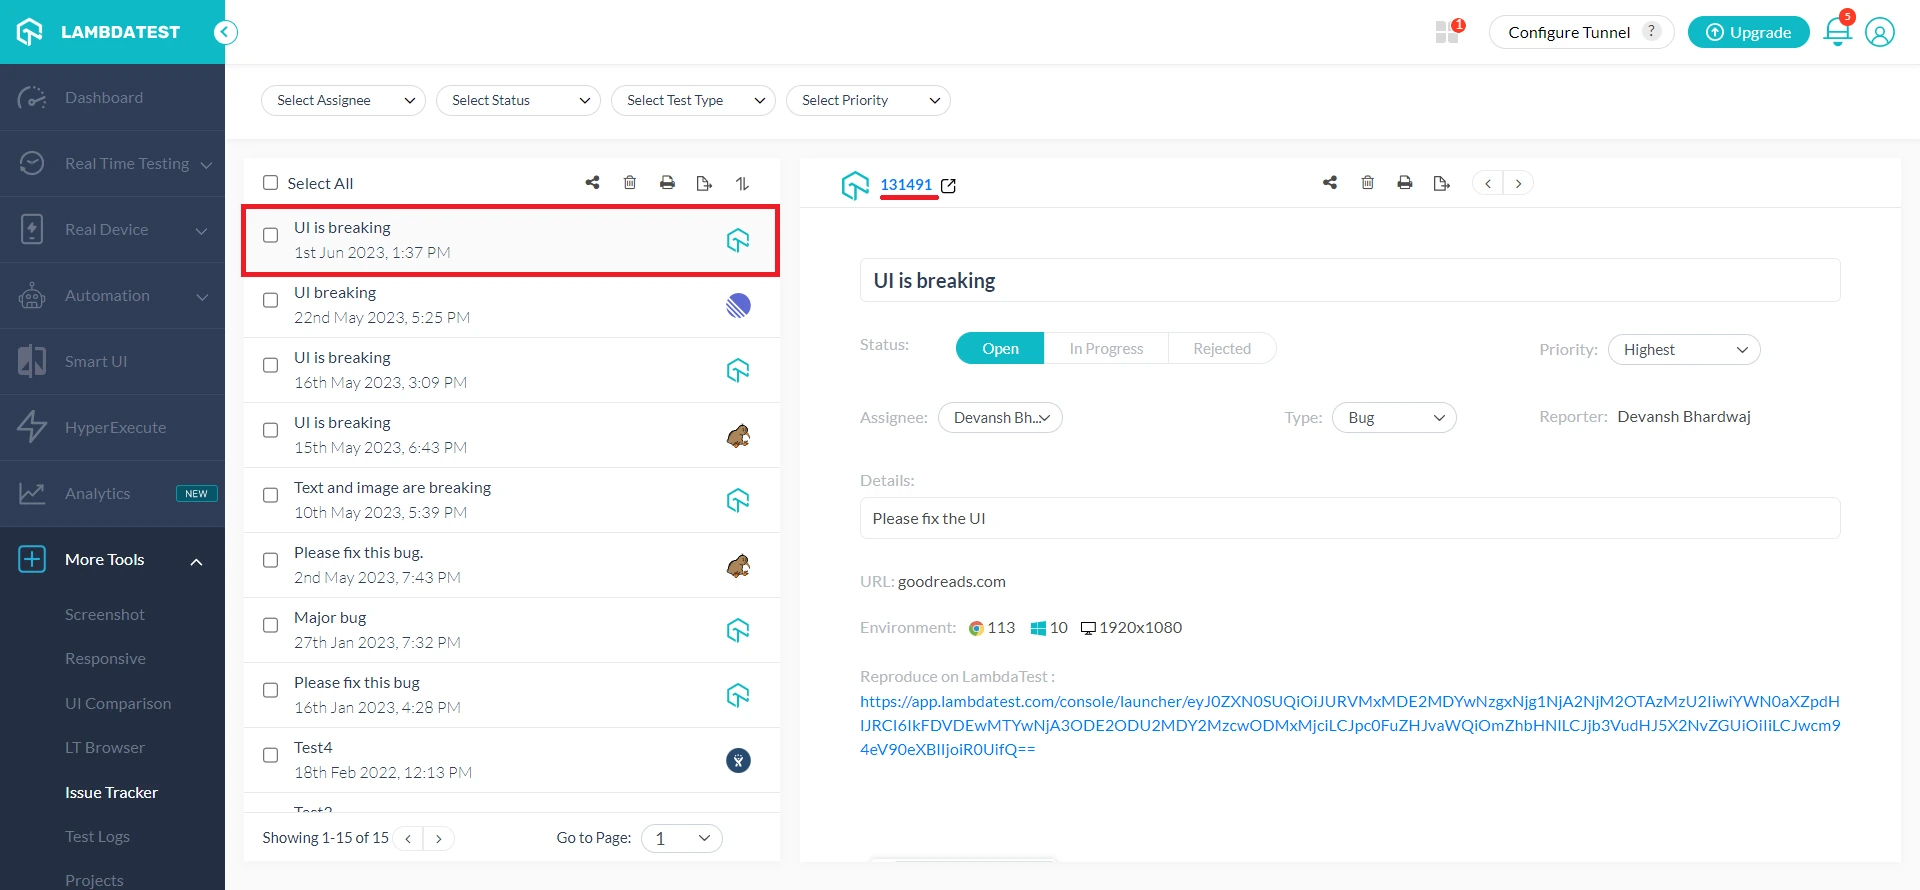 LAMBDATEST
1
Configure Tunnel ?
Upgrade
5
Dashboard
Real Time Testing
Real Device
Automation
Smart UI
HyperExecute
Analytics NEW
More Tools
Screenshot
Responsive
UI Comparison
LT Browser
Issue Tracker
Test Logs
Projects
Select Assignee
Select Status
Select Test Type
Select Priority
Select All
UI is breaking
1st Jun 2023, 1:37 PM
UI breaking
22nd May 2023, 5:25 PM
UI is breaking
16th May 2023, 3:09 PM
UI is breaking
15th May 2023, 6:43 PM
Text and image are breaking
10th May 2023, 5:39 PM
Please fix this bug.
2nd May 2023, 7:43 PM
Major bug
27th Jan 2023, 7:32 PM
Please fix this bug
16th Jan 2023, 4:28 PM
Test4
18th Feb 2022, 12:13 PM
Showing 1-15 of 15
Go to Page: 1
131491
UI is breaking
Status: Open In Progress Rejected
Priority: Highest
Assignee: Devansh Bh...
Type: Bug
Reporter: Devansh Bhardwaj
Details:
Please fix the UI
URL: goodreads.com
Environment: 113 10 1920x1080
Reproduce on LambdaTest :
https://app.lambdatest.com/console/launcher/eyJ0ZXN0SUQiOiJURVMxMDE2MDYwNzgxNjg1NjA2NjM2OTAzMzU2IiwiYWN0aXZpdH
lJRCI6IkFDVDEwMTYwNjA3ODE2ODU2MDY2MzcwODMxMjciLCJpc0FuZHJvaWQiOmZhbHNlLCJjb3VudHJ5X2NvZGUiOiIiLCJwcm9
4eV90eXBlIjoiR0UifQ==